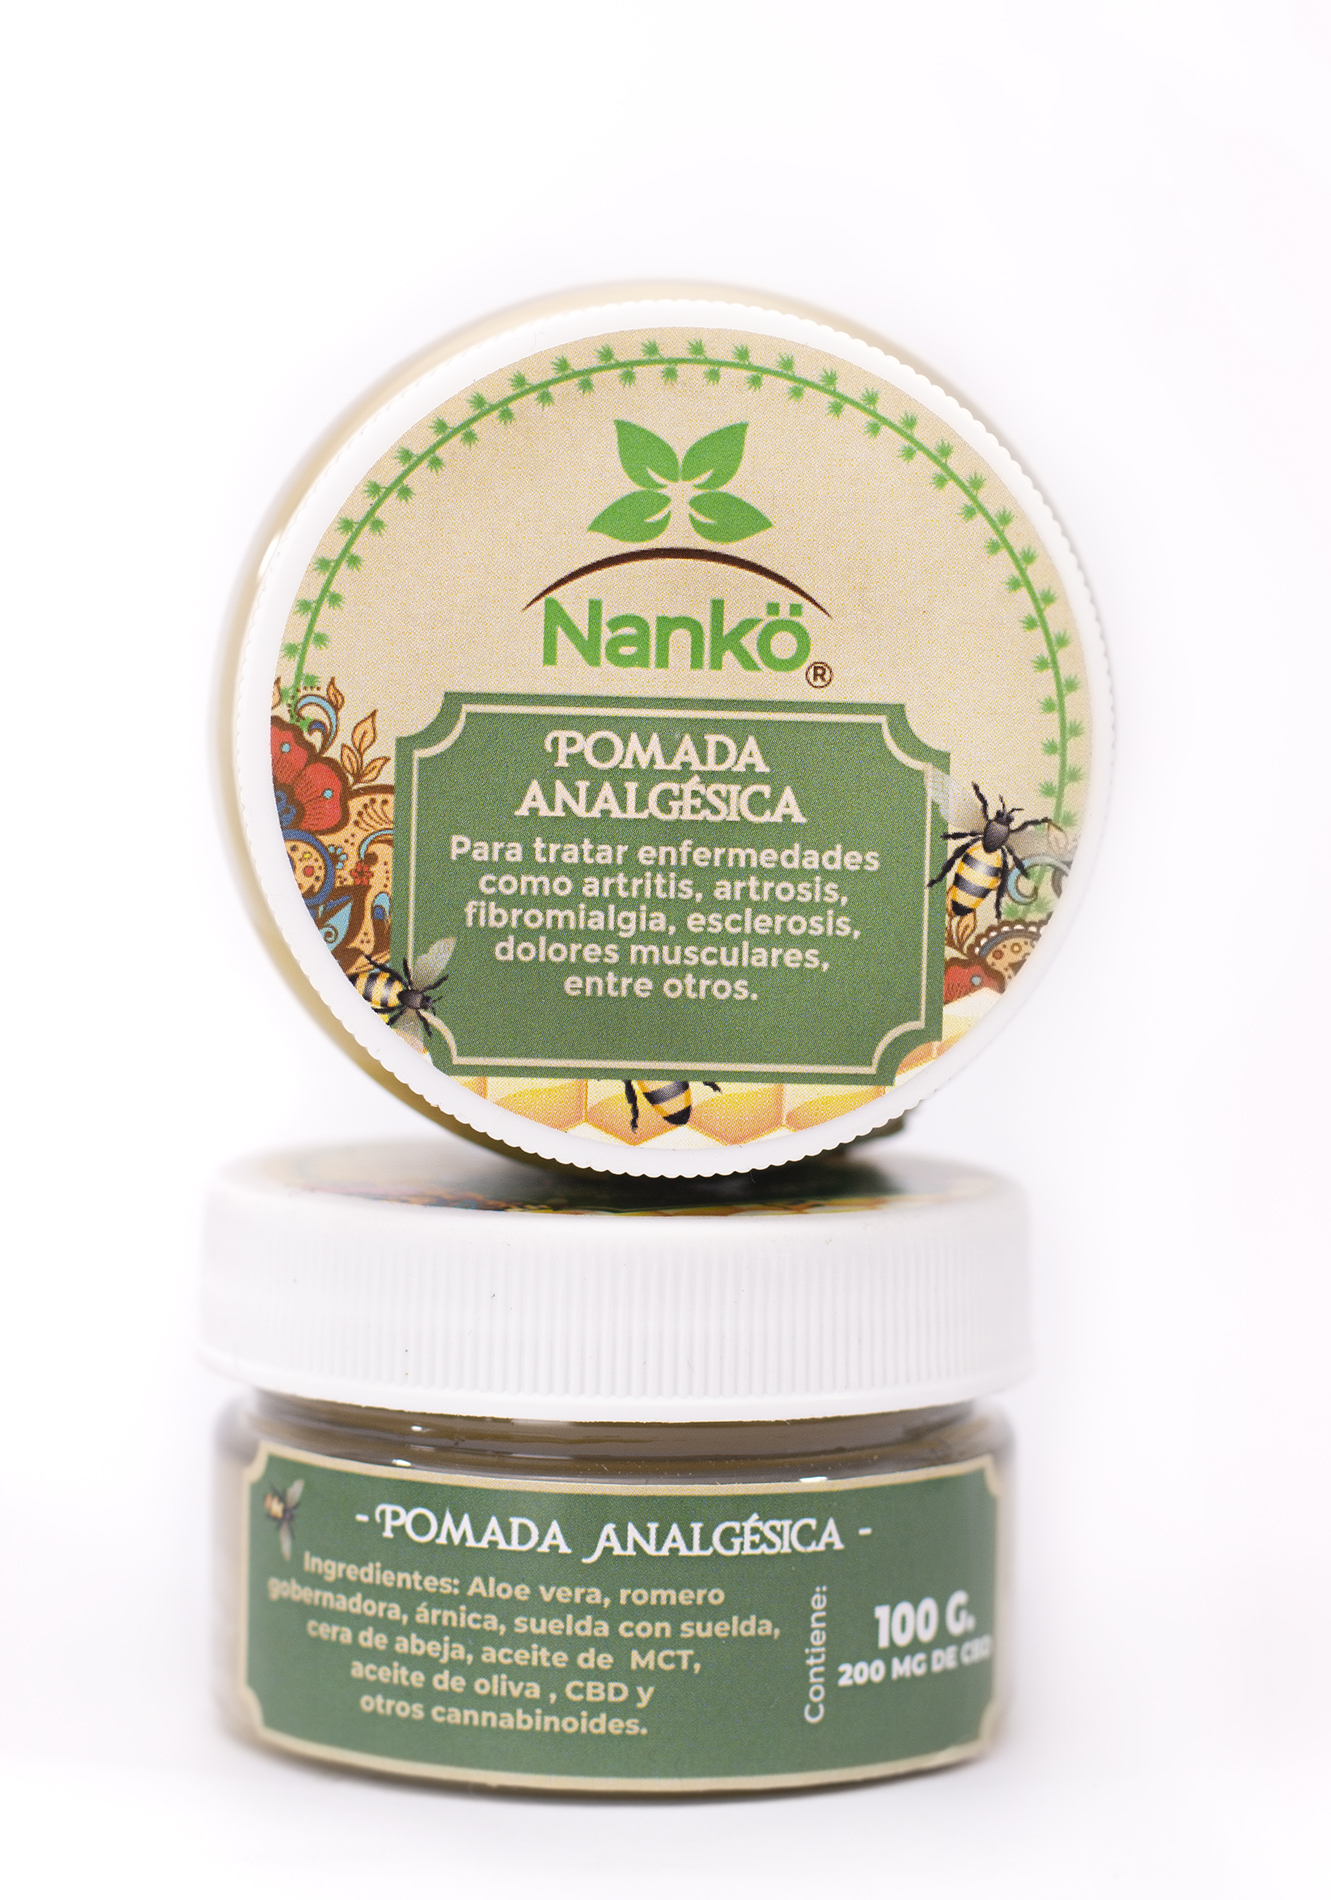 Nankö
®
POMADA
ANALGÉSICA
Para tratar enfermedades
como artritis, artrosis,
fibromialgia, esclerosis,
dolores musculares,
entre otros.
- POMADA ANALGÉSICA -
Ingredientes: Aloe vera, romero
gobernadora, árnica, suelda con suelda,
cera de abeja, aceite de MCT,
aceite de oliva , CBD y
otros cannabinoides.
Contiene:
100 G.
200 MG DE CBD